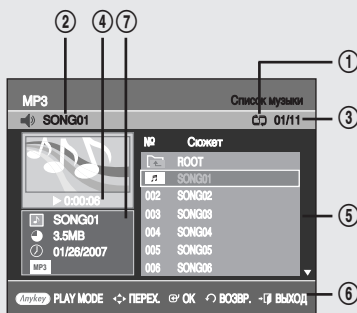 ② ④ ⑦
①
MP3 Список музыки
SONG01 01/11
③
№ Сюжет
ROOT
SONG01
0:00:06
002 SONG02
SONG01 003 SONG03
⑤
3.5MB 004 SONG04
01/26/2007 005 SONG05
MP3 006 SONG06
Anykey PLAY MODE ПЕРЕХ. OK ВОЗВР. ВЫХОД
⑥